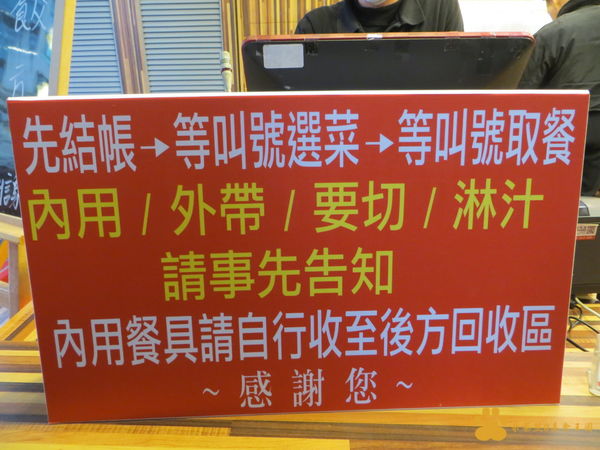 先結帳→等叫號選菜→等叫號取餐
內用 / 外帶 / 要切 / 淋汁
請事先告知
內用餐具請自行收至後方回收區
~ 感 謝 您 ~
飯